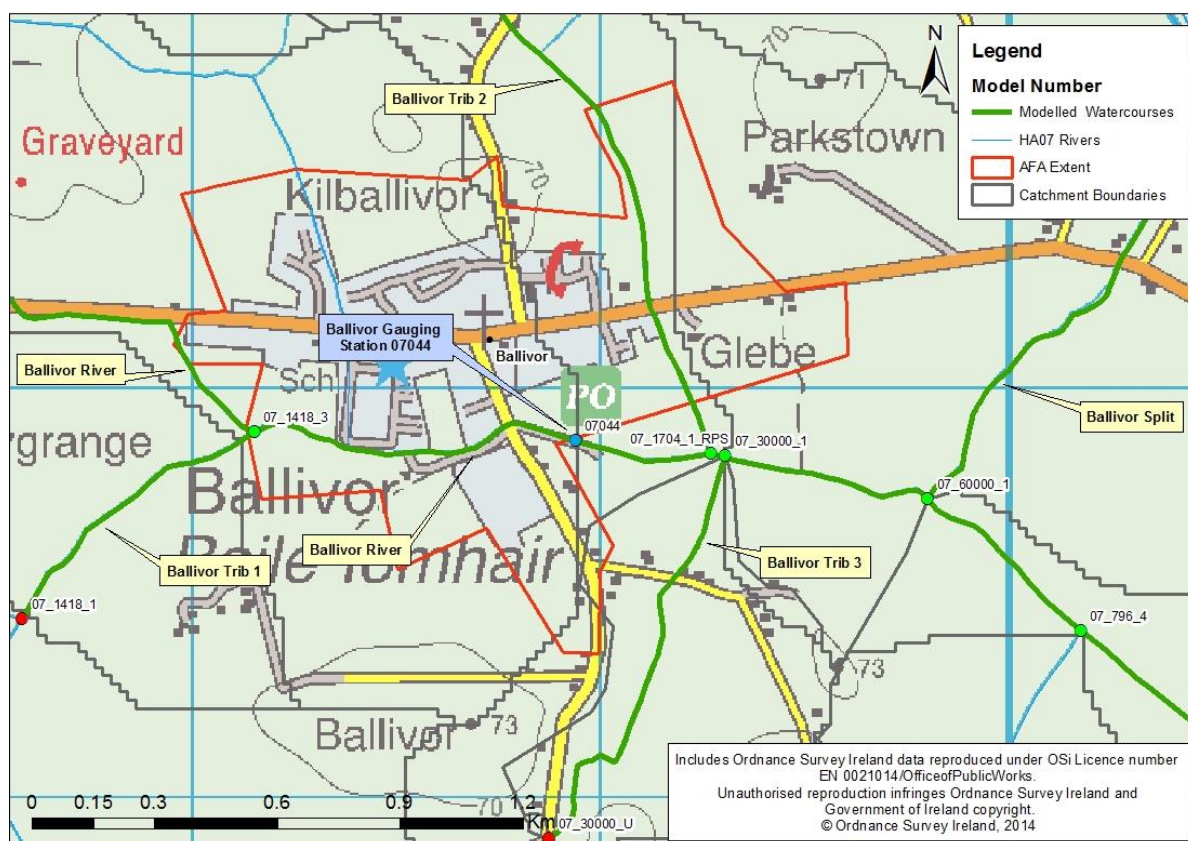 70
N
Legend
Model Number
Modelled Watercourses
HA07 Rivers
AFA Extent
Catchment Boundaries
Ballivor Trib 2
71
Graveyard
Parkstown
Kilballivor
70
Ballivor Gauging
Station 07044
Ballivor
Glebe
Ballivor River
Sch
PO
Ballivor Split
07_1418_3
07044
07_1704_1_RPS
07_30000_1
grange
07_60000_1
Ballivor
Baile Íomhair
Ballivor River
Ballivor Trib 1
Ballivor Trib 3
07_1418_1
07_796_4
73
73
Ballivor
70
Includes Ordnance Survey Ireland data reproduced under OSi Licence number
EN 0021014/OfficeofPublicWorks.
Unauthorised reproduction infringes Ordnance Survey Ireland and
Government of Ireland copyright.
© Ordnance Survey Ireland, 2014
0 0.15 0.3 0.6 0.9 1.2
Km
07_30000_U